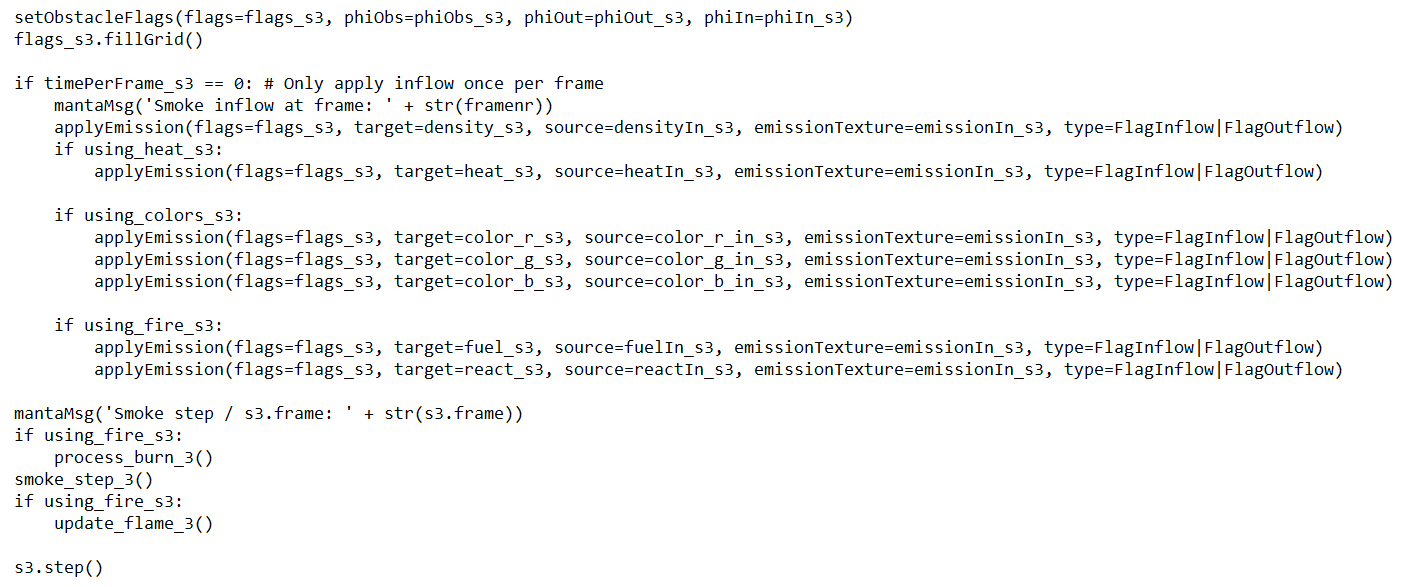 setObstacleFlags(flags=flags_s3, phiObs=phiObs_s3, phiOut=phiOut_s3, phiIn=phiIn_s3)
flags_s3.fillGrid()

if timePerFrame_s3 == 0: # Only apply inflow once per frame
    mantaMsg('Smoke inflow at frame: ' + str(framenr))
    applyEmission(flags=flags_s3, target=density_s3, source=densityIn_s3, emissionTexture=emissionIn_s3, type=FlagInflow|FlagOutflow)
    if using_heat_s3:
        applyEmission(flags=flags_s3, target=heat_s3, source=heatIn_s3, emissionTexture=emissionIn_s3, type=FlagInflow|FlagOutflow)

    if using_colors_s3:
        applyEmission(flags=flags_s3, target=color_r_s3, source=color_r_in_s3, emissionTexture=emissionIn_s3, type=FlagInflow|FlagOutflow)
        applyEmission(flags=flags_s3, target=color_g_s3, source=color_g_in_s3, emissionTexture=emissionIn_s3, type=FlagInflow|FlagOutflow)
        applyEmission(flags=flags_s3, target=color_b_s3, source=color_b_in_s3, emissionTexture=emissionIn_s3, type=FlagInflow|FlagOutflow)

    if using_fire_s3:
        applyEmission(flags=flags_s3, target=fuel_s3, source=fuelIn_s3, emissionTexture=emissionIn_s3, type=FlagInflow|FlagOutflow)
        applyEmission(flags=flags_s3, target=react_s3, source=reactIn_s3, emissionTexture=emissionIn_s3, type=FlagInflow|FlagOutflow)

mantaMsg('Smoke step / s3.frame: ' + str(s3.frame))
if using_fire_s3:
    process_burn_3()
smoke_step_3()
if using_fire_s3:
    update_flame_3()

s3.step()